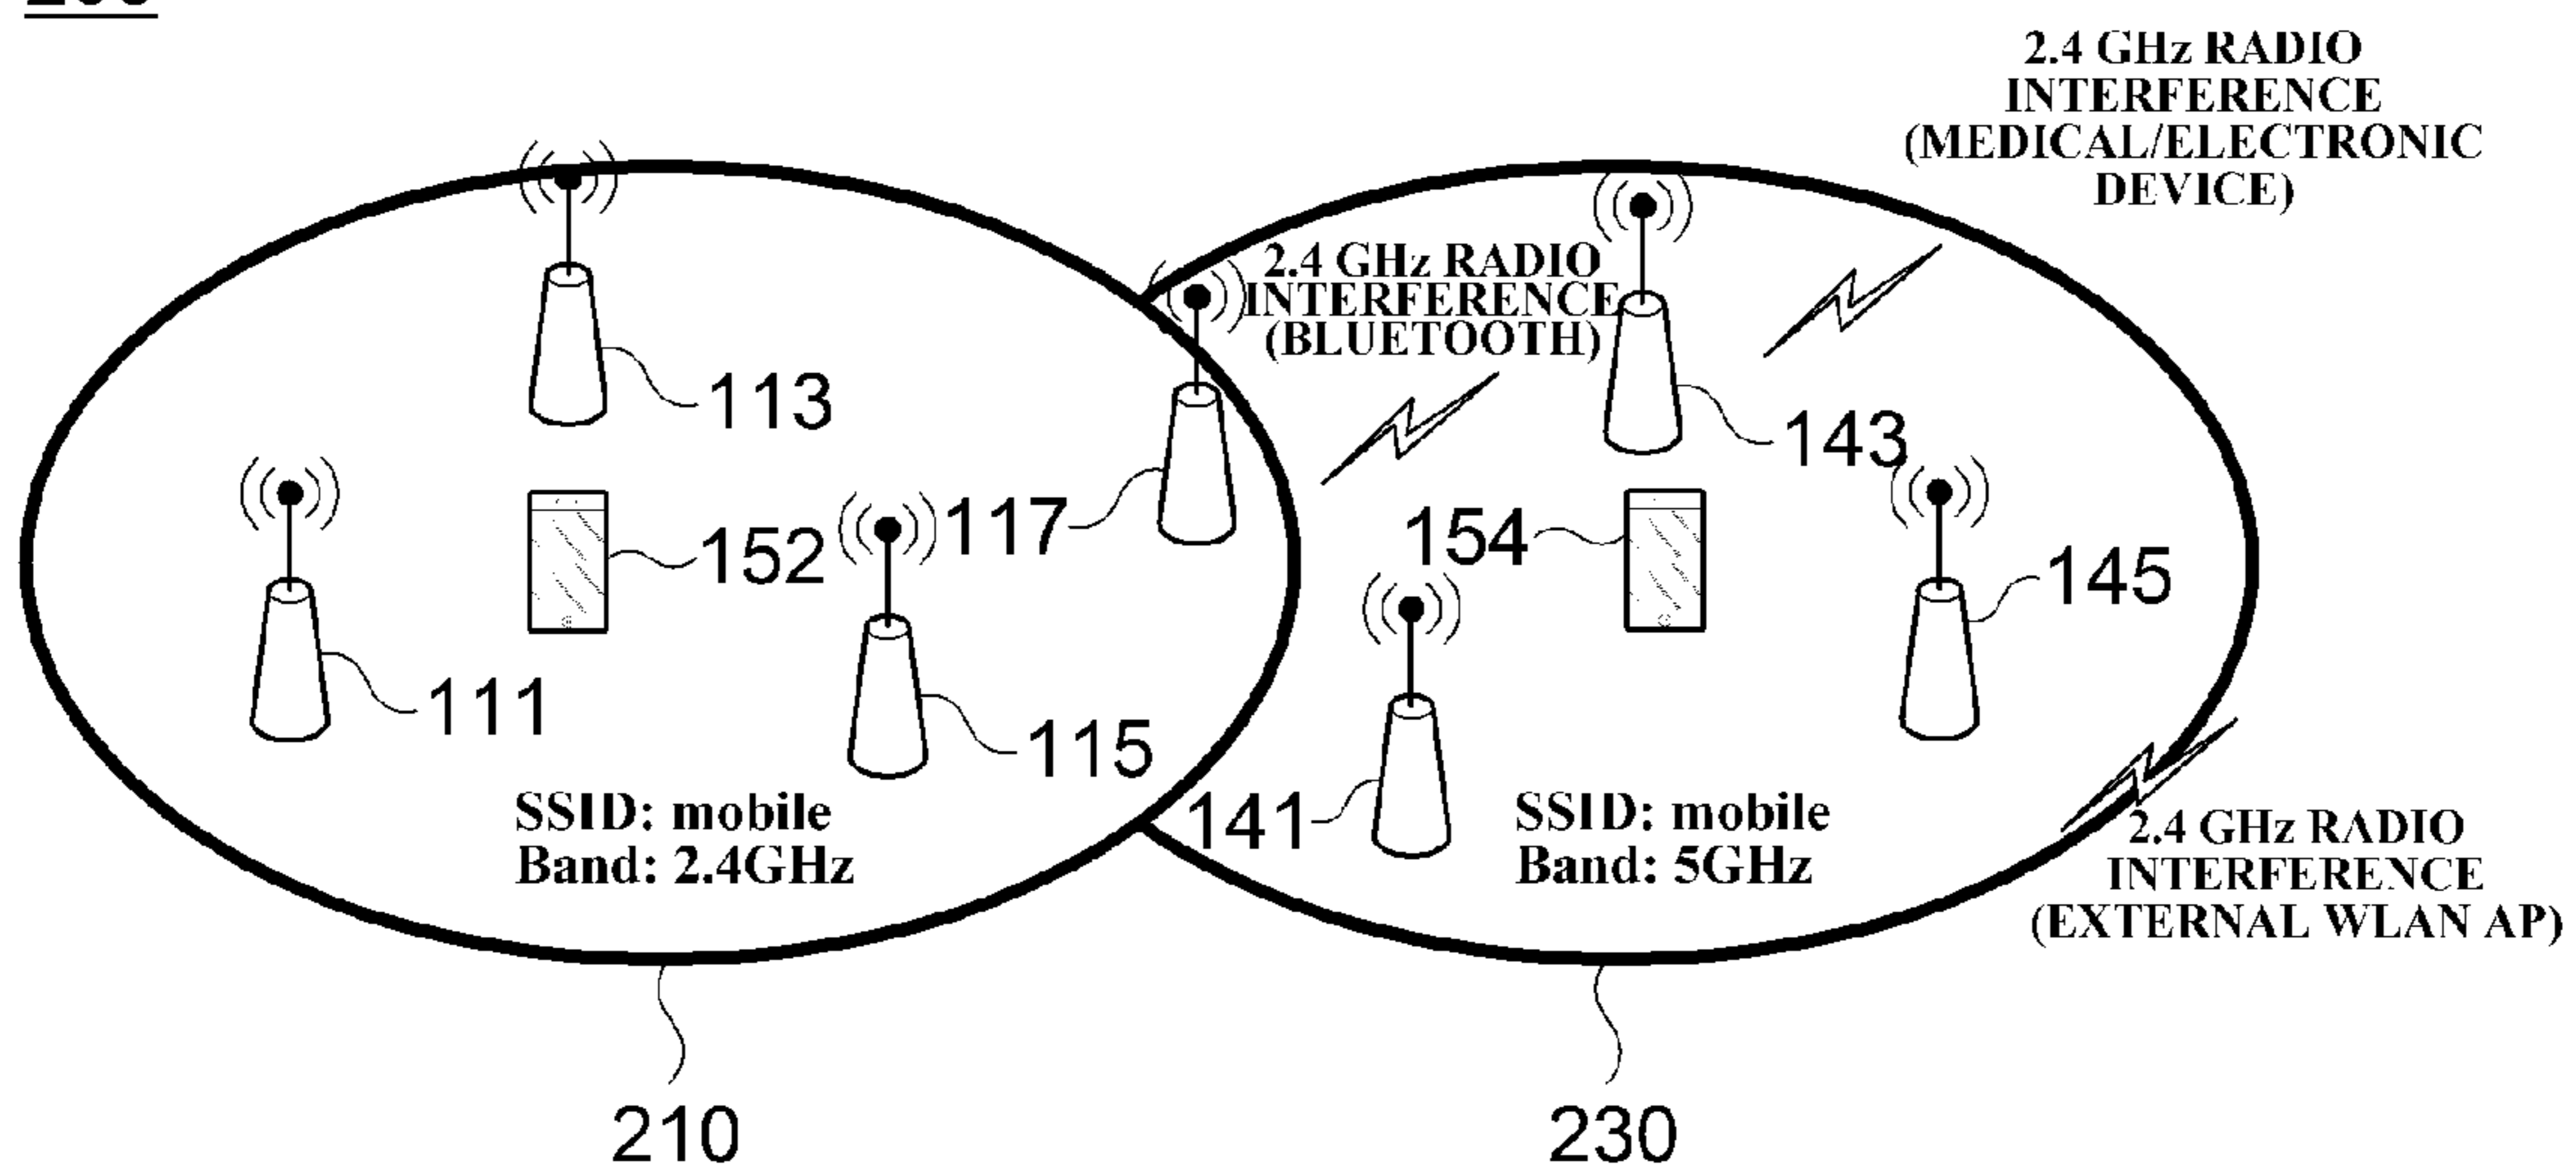 2.4 GHz RADIO
INTERFERENCE
(MEDICAL/ELECTRONIC
DEVICE)
2.4 GHz RADIO
INTERFERENCE
(BLUETOOTH)
113
143
117
152
154
145
111
115
141
SSID: mobile
Band: 2.4GHz
SSID: mobile
Band: 5GHz
2.4 GHz RADIO
INTERFERENCE
(EXTERNAL WLAN AP)
210
230